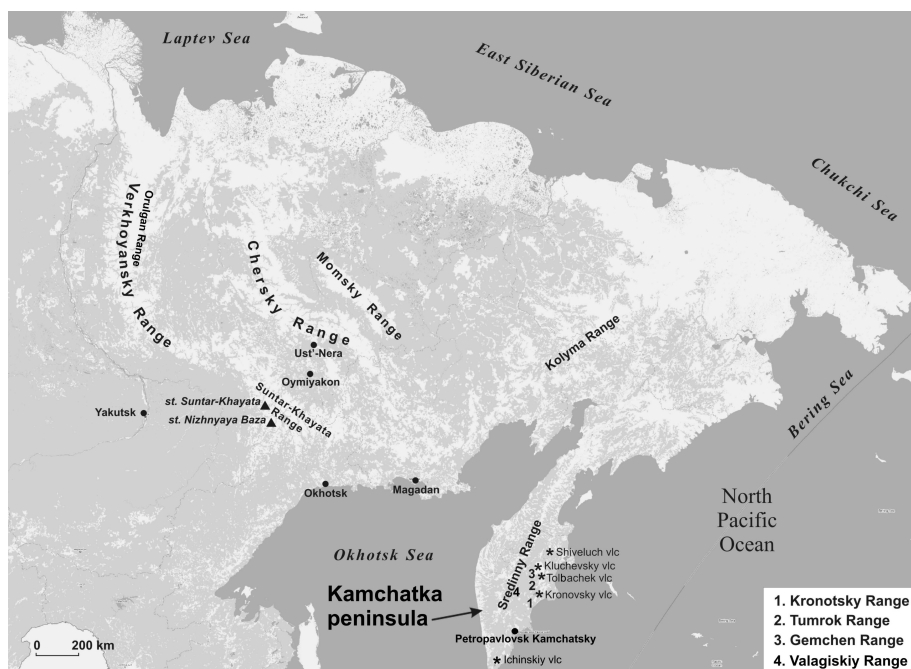 Laptev Sea
East Siberian Sea
Chukchi Sea
Orulgan Range
Verkhoyansky Range
Chersky Range
Momsky Range
Ust'-Nera
Kolyma Range
Oymiyakon
Bering Sea
Suntar-Khayata
Range
st. Suntar-Khayata
Yakutsk
st. Nizhnyaya Baza
Okhotsk
Magadan
North
Pacific
Ocean
Okhotsk Sea
Sredinny Range
Shiveluch vlc
Kluchevsky vlc
3
Tolbachek vlc
2
4
Kronovsky vlc
1
Kamchatka
peninsula
Petropavlovsk Kamchatsky
Ichinskiy vlc
0 200 km
1. Kronotsky Range
2. Tumrok Range
3. Gemchen Range
4. Valagiskiy Range